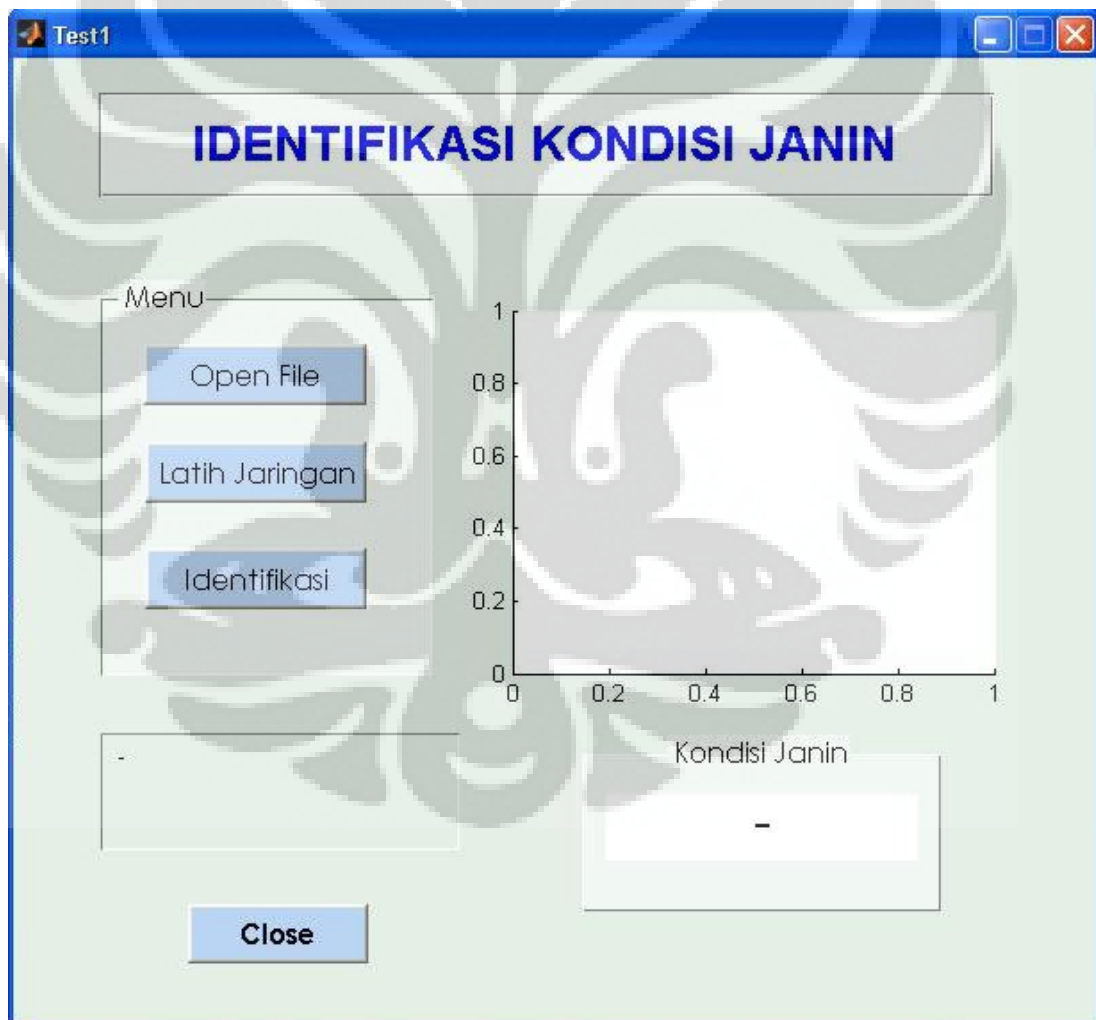 Test1
IDENTIFIKASI KONDISI JANIN
Menu
Open File
Latih Jaringan
Identifikasi
1
0.8
0.6
0.4
0.2
0
0 0.2 0.4 0.6 0.8 1
-
Kondisi Janin
-
Close